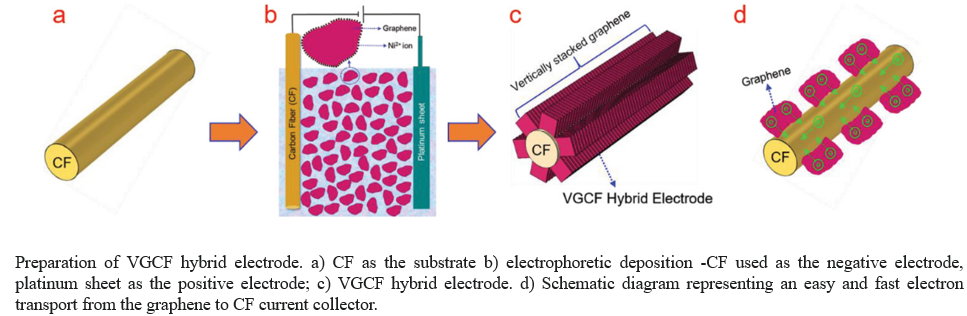 a
b
c
d
CF
Graphene
Ni²⁺ ion
Carbon Fiber (CF)
Platinum sheet
Vertically stacked graphene
CF
VGCF Hybrid Electrode
Graphene
CF
Preparation of VGCF hybrid electrode. a) CF as the substrate b) electrophoretic deposition -CF used as the negative electrode,
platinum sheet as the positive electrode; c) VGCF hybrid electrode. d) Schematic diagram representing an easy and fast electron
transport from the graphene to CF current collector.